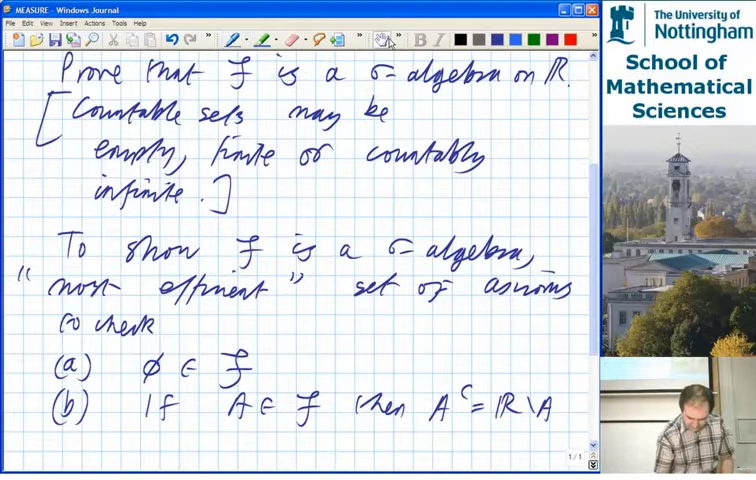 MEASURE - Windows Journal
File Edit View Insert Actions Tools Help
Prove that F is a σ-algebra on ℝ.
[Countable sets may be
empty, finite or countably
infinite.]
To show F is a σ-algebra,
"most efficient" set of axioms
to check
(a) ∅ ∈ F
(b) If A ∈ F then Aᶜ = ℝ\A
1/1
The University of
Nottingham
School of
Mathematical
Sciences